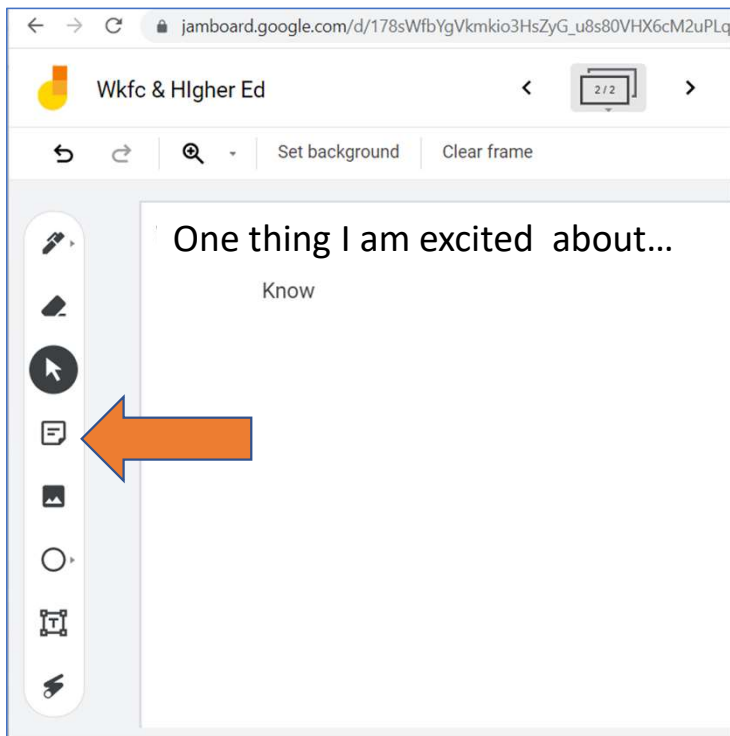 jamboard.google.com/d/178sWfbYgVkmkio3HsZyG_u8s80VHX6cM2uPLq
Wkfc & HIgher Ed
2 / 2
Set background
Clear frame
One thing I am excited  about…
Know
T